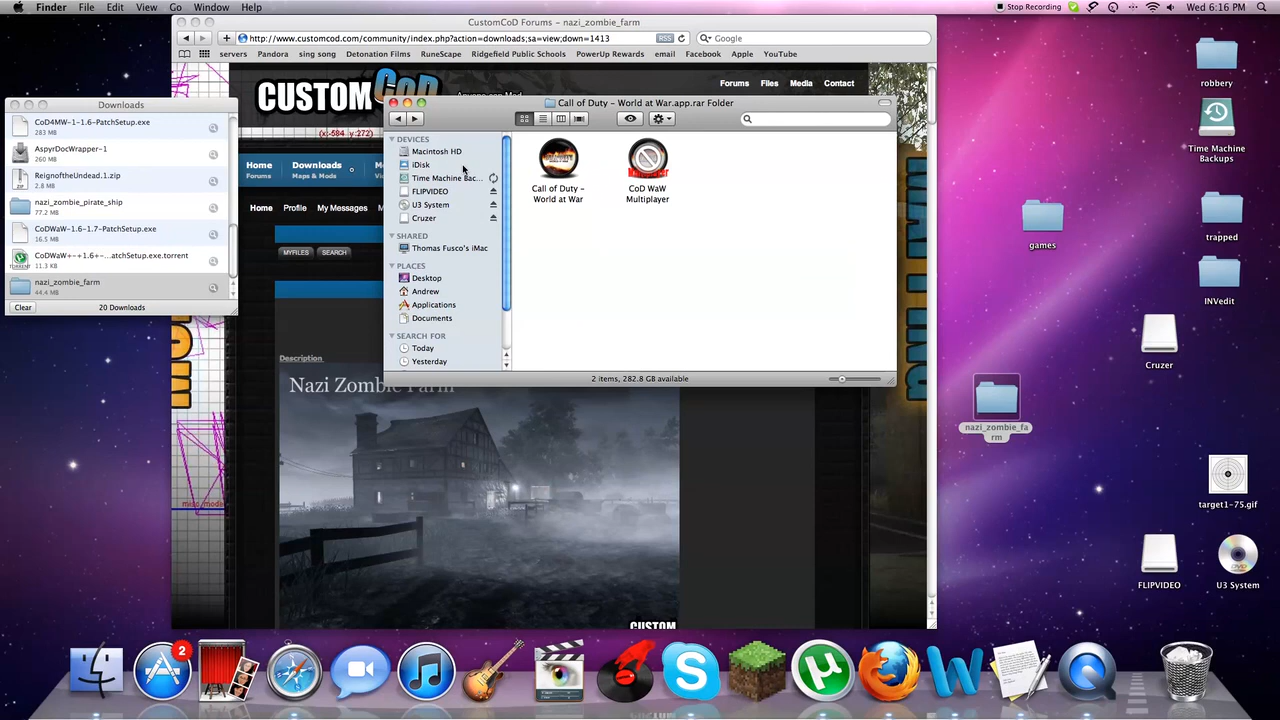 Finder File Edit View Go Window Help
Stop Recording
6:16 PM
CustomCoD Forums – nazi_zombie_farm
http://www.customcod.com/community/index.php?action=downloads;sa=view;down=1413
RSS
Google
servers Pandora sing song Detonation Films RuneScape Ridgefield Public Schools PowerUp Rewards email Facebook Apple YouTube
CUSTOMCOD
Forums Files Media Contact
(x:-584 y:272)
Home Downloads
Forums Maps & Mods
Home Profile My Messages
MYFILES SEARCH
Description
Nazi Zombie Farm
CUSTOM
Downloads
CoD4MW-1-1.6-PatchSetup.exe
283 MB
AspyrDocWrapper-1
260 MB
ReignoftheUndead.1.zip
2.8 MB
nazi_zombie_pirate_ship
77.2 MB
CoDWaW-1.6-1.7-PatchSetup.exe
16.5 MB
CoDWaW+-+1.6+-...atchSetup.exe.torrent
11.3 KB
nazi_zombie_farm
44.4 MB
Clear
20 Downloads
Call of Duty – World at War.app.rar Folder
DEVICES
Macintosh HD
iDisk
Time Machine Bac...
FLIPVIDEO
U3 System
Cruzer
SHARED
Thomas Fusco's iMac
PLACES
Desktop
Andrew
Applications
Documents
SEARCH FOR
Today
Yesterday
Call of Duty –
World at War
CoD WaW
Multiplayer
2 items, 282.8 GB available
robbery
Time Machine
Backups
games
trapped
INVedit
Cruzer
nazi_zombie_fa
rm
target1-75.gif
FLIPVIDEO
U3 System
2